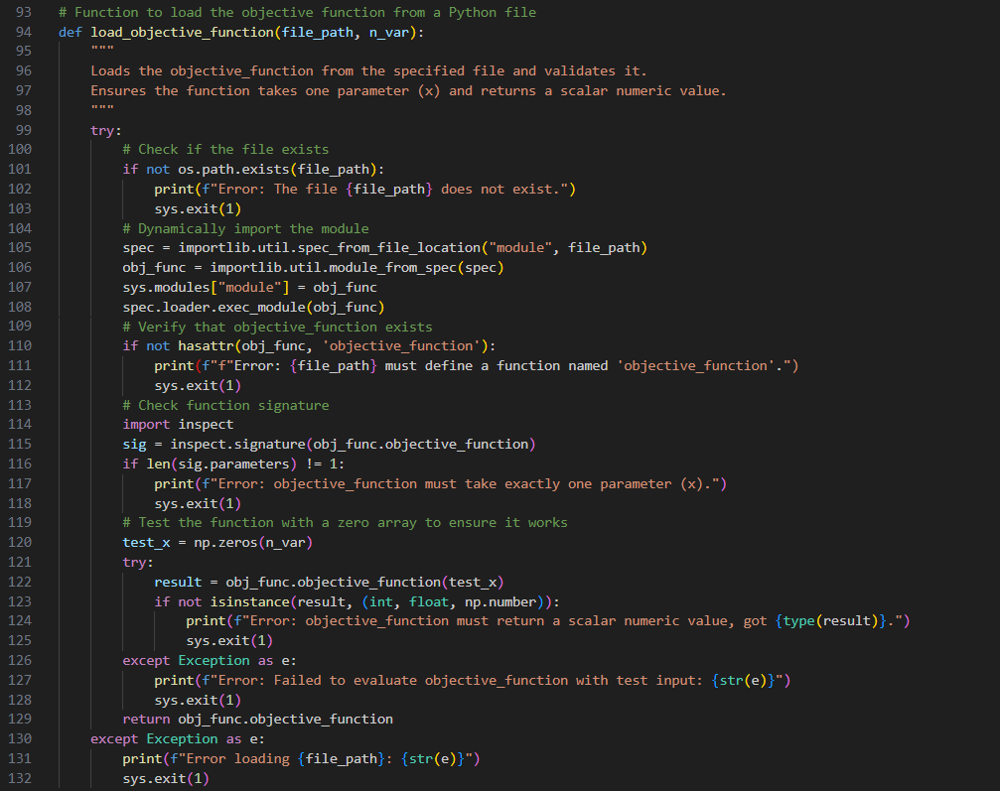 93 # Function to load the objective function from a Python file
94 def load_objective_function(file_path, n_var):
95     """
96     Loads the objective_function from the specified file and validates it.
97     Ensures the function takes one parameter (x) and returns a scalar numeric value.
98     """
99     try:
100         # Check if the file exists
101         if not os.path.exists(file_path):
102             print(f"Error: The file {file_path} does not exist.")
103             sys.exit(1)
104         # Dynamically import the module
105         spec = importlib.util.spec_from_file_location("module", file_path)
106         obj_func = importlib.util.module_from_spec(spec)
107         sys.modules["module"] = obj_func
108         spec.loader.exec_module(obj_func)
109         # Verify that objective_function exists
110         if not hasattr(obj_func, 'objective_function'):
111             print(f"f"Error: {file_path} must define a function named 'objective_function'.")
112             sys.exit(1)
113         # Check function signature
114         import inspect
115         sig = inspect.signature(obj_func.objective_function)
116         if len(sig.parameters) != 1:
117             print(f"Error: objective_function must take exactly one parameter (x).")
118             sys.exit(1)
119         # Test the function with a zero array to ensure it works
120         test_x = np.zeros(n_var)
121         try:
122             result = obj_func.objective_function(test_x)
123             if not isinstance(result, (int, float, np.number)):
124                 print(f"Error: objective_function must return a scalar numeric value, got {type(result)}.")
125                 sys.exit(1)
126         except Exception as e:
127             print(f"Error: Failed to evaluate objective_function with test input: {str(e)}")
128             sys.exit(1)
129         return obj_func.objective_function
130     except Exception as e:
131         print(f"Error loading {file_path}: {str(e)}")
132         sys.exit(1)